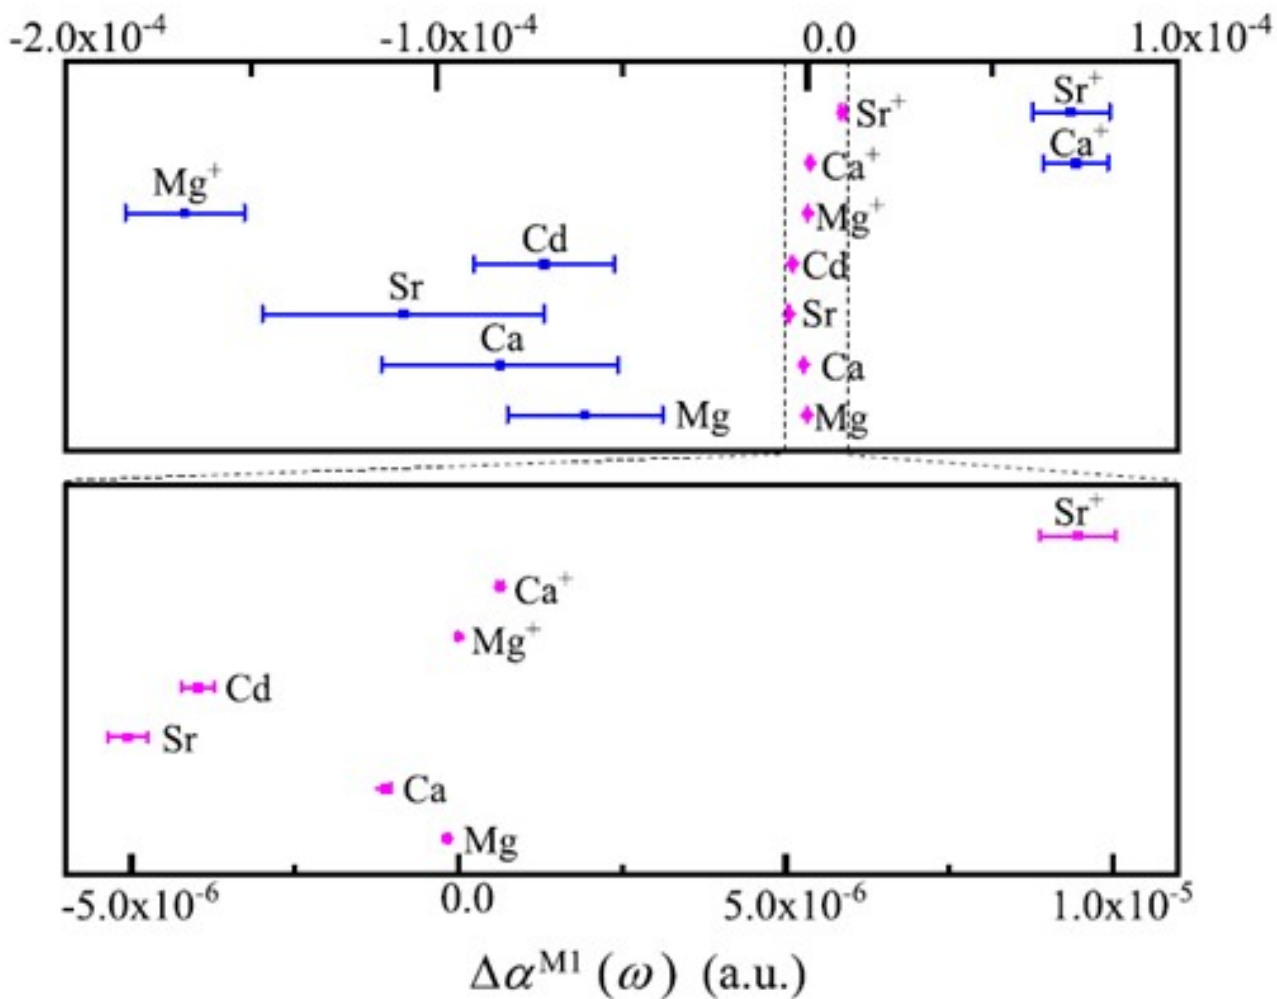 -2.0x10⁻⁴ -1.0x10⁻⁴ 0.0 1.0x10⁻⁴
Sr⁺ Sr⁺
Ca⁺ Ca⁺
Mg⁺ Mg⁺
Cd Cd
Sr Sr
Ca Ca
Mg Mg
Sr⁺
Ca⁺
Mg⁺
Cd
Sr
Ca
Mg
-5.0x10⁻⁶ 0.0 5.0x10⁻⁶ 1.0x10⁻⁵
Δα^M1 (ω) (a.u.)